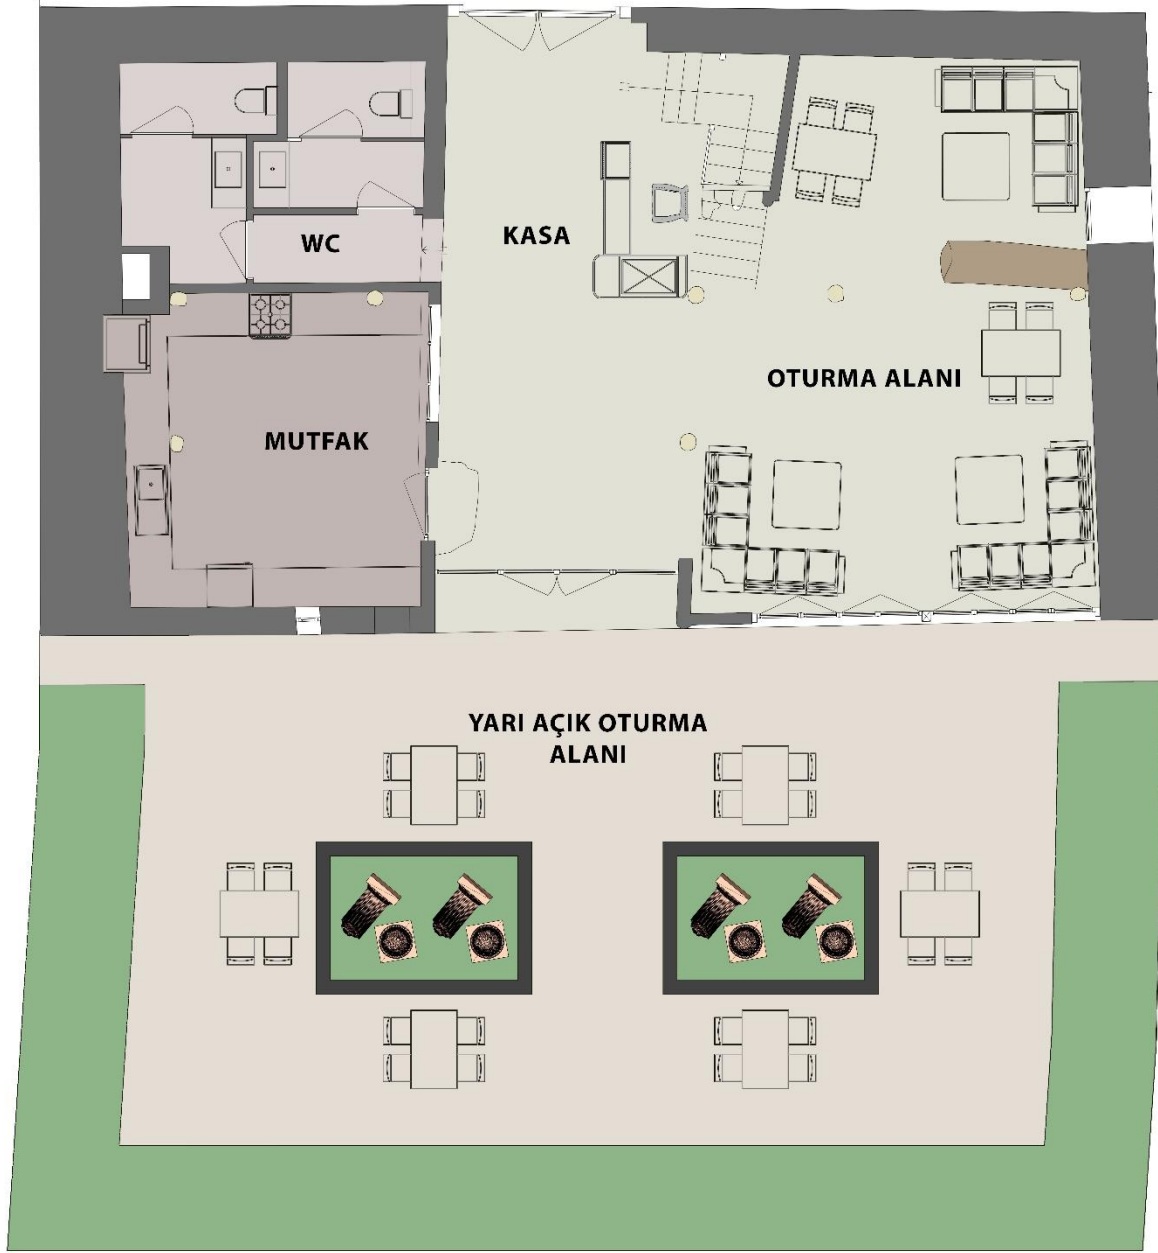 WC
KASA
OTURMA ALANI
MUTFAK
YARI AÇIK OTURMA
ALANI